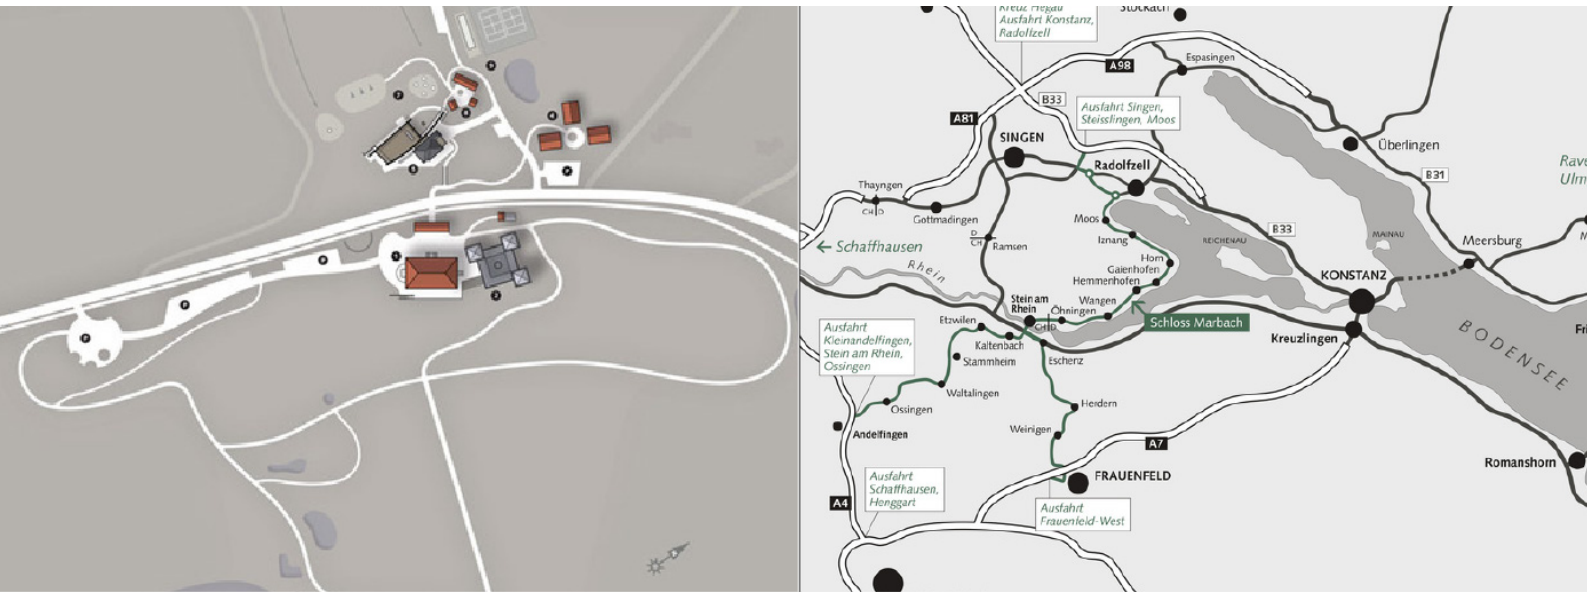 P
P
P
Kreuz Hegau
Ausfahrt Konstanz,
Radolfzell
Stockach
A98
Espasingen
B33
Ausfahrt Singen,
Steisslingen, Moos
A81
SINGEN
Überlingen
Radolfzell
B31
Thayngen
CH D
Gottmadingen
Moos
D
CH
Ramsen
Iznang
REICHENAU
B33
MAINAU
Meersburg
← Schaffhausen
Rhein
Horn
Gaienhofen
Hemmenhofen
KONSTANZ
Stein am
Rhein
Wangen
Öhningen
CH D
Schloss Marbach
Etzwilen
Kaltenbach
Eschenz
Kreuzlingen
BODENSEE
Ausfahrt
Kleinandelfingen,
Stein am Rhein,
Ossingen
Stammheim
Waltalingen
Ossingen
Herdern
Andelfingen
Weinigen
A7
Romanshorn
FRAUENFELD
Ausfahrt
Schaffhausen,
Henggart
A4
Ausfahrt
Frauenfeld-West